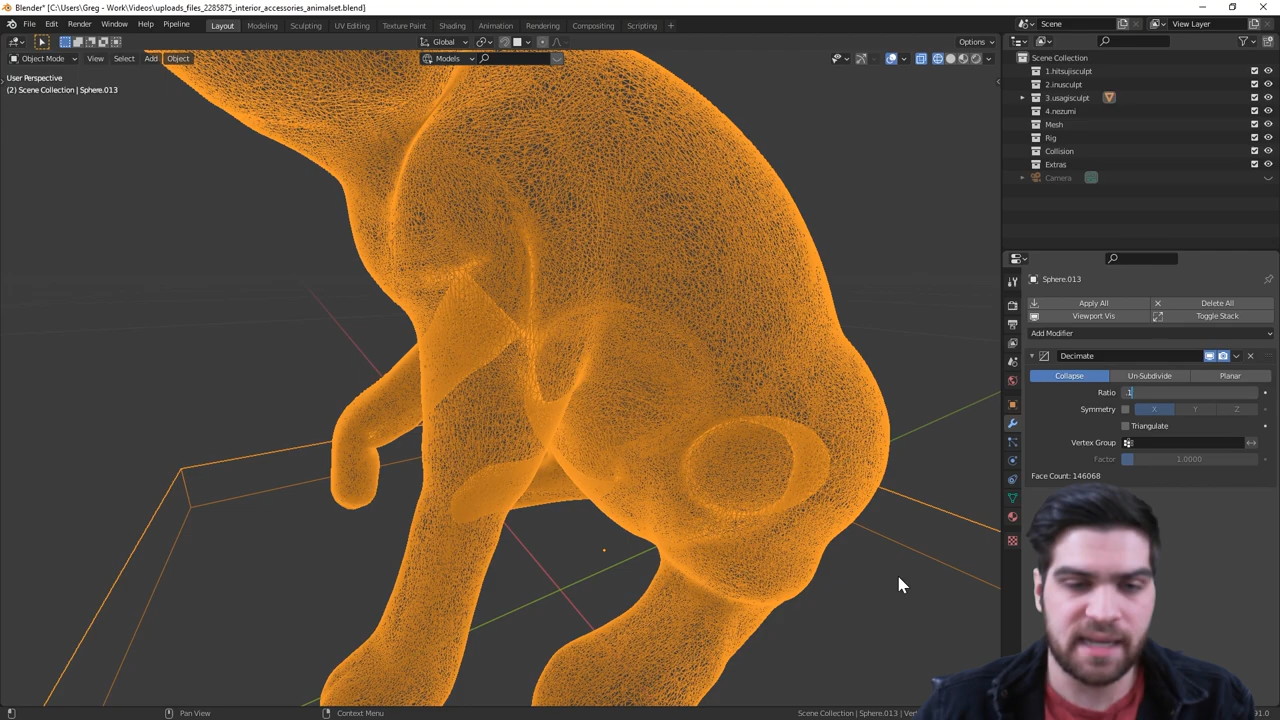 Blender* [C:\Users\Greg - Work\Videos\uploads_files_2285875_interior_accessories_animalset.blend]
File Edit Render Window Help Pipeline Layout Modeling Sculpting UV Editing Texture Paint Shading Animation Rendering Compositing Scripting + Scene View Layer
Global Options
Object Mode View Select Add Object Models
User Perspective
(2) Scene Collection | Sphere.013
Scene Collection
1.hitsujisculpt
2.inusculpt
3.usagisculpt
4.nezumi
Mesh
Rig
Collision
Extras
Camera
Sphere.013
Apply All Delete All
Viewport Vis Toggle Stack
Add Modifier
Decimate
Collapse Un-Subdivide Planar
Ratio .1
Symmetry X Y Z
Triangulate
Vertex Group
Factor 1.0000
Face Count: 146068
Pan View Context Menu Scene Collection | Sphere.013 | Ver 91.0